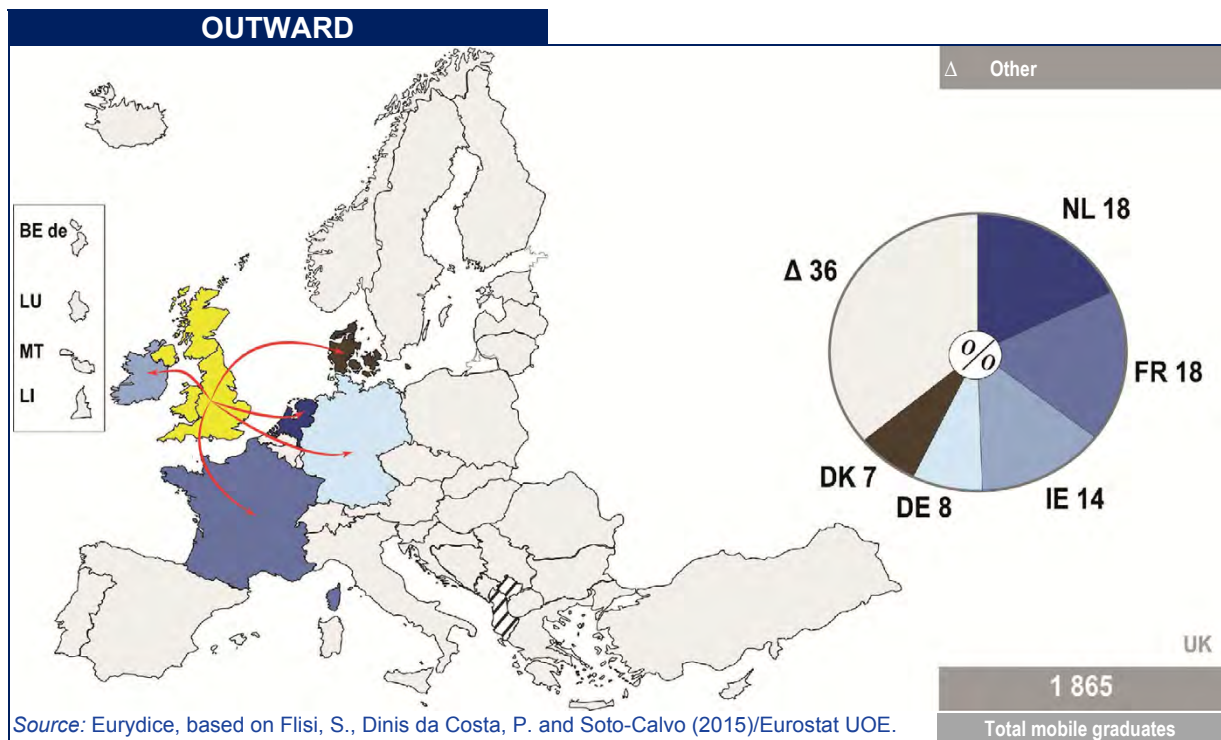 OUTWARD
Δ Other
BE de
LU
MT
LI
NL 18
FR 18
IE 14
DE 8
DK 7
Δ 36
%
UK
1 865
Total mobile graduates
Source: Eurydice, based on Flisi, S., Dinis da Costa, P. and Soto-Calvo (2015)/Eurostat UOE.